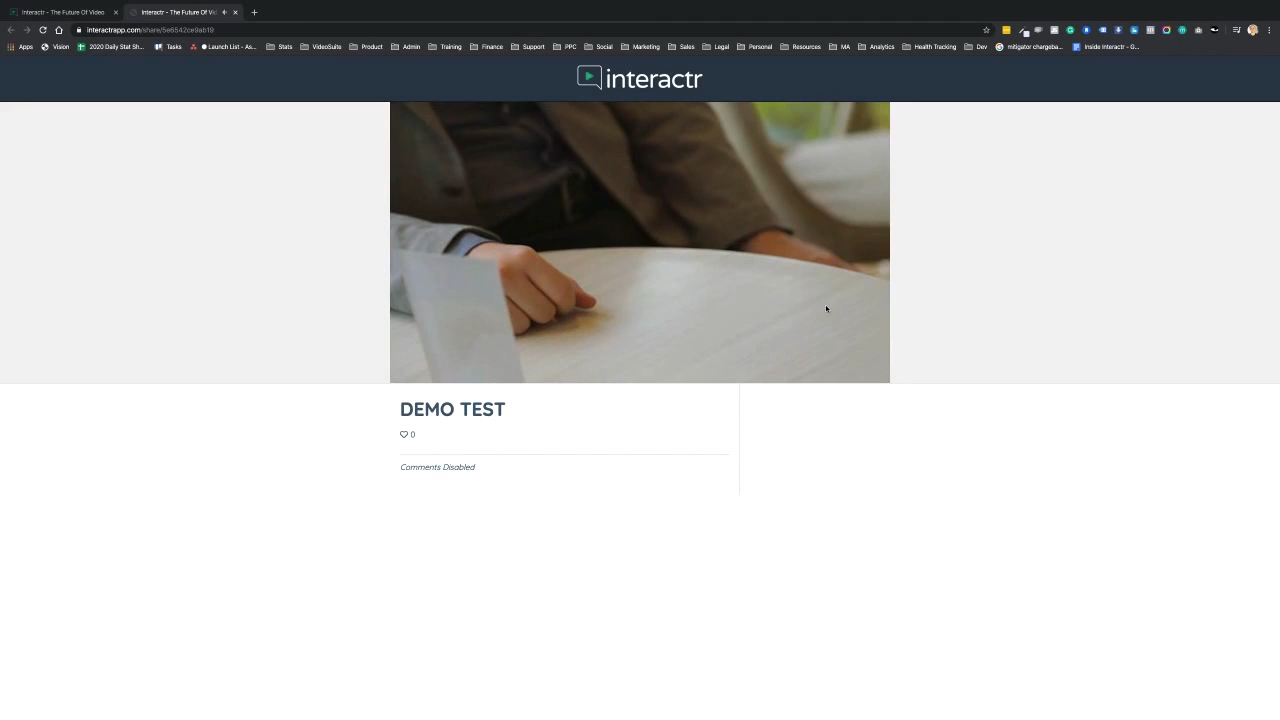 Interactr - The Future Of Video
Interactr - The Future Of Vi
interactrapp.com/share/5e6542ce9ab19
Apps
Vision
2020 Daily Stat Sh...
Tasks
Launch List - As...
Stats
VideoSuite
Product
Admin
Training
Finance
Support
PPC
Social
Marketing
Sales
Legal
Personal
Resources
MA
Analytics
Health Tracking
Dev
mitigator chargeba...
Inside Interactr - G...
interactr
DEMO TEST
0
Comments Disabled